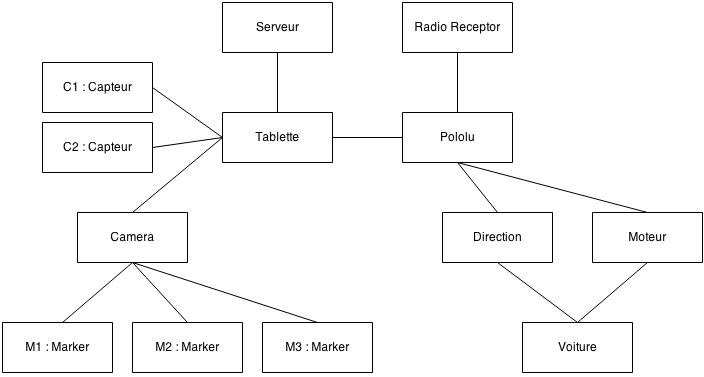 Serveur
Radio Receptor
C1 : Capteur
C2 : Capteur
Tablette
Pololu
Camera
Direction
Moteur
M1 : Marker
M2 : Marker
M3 : Marker
Voiture